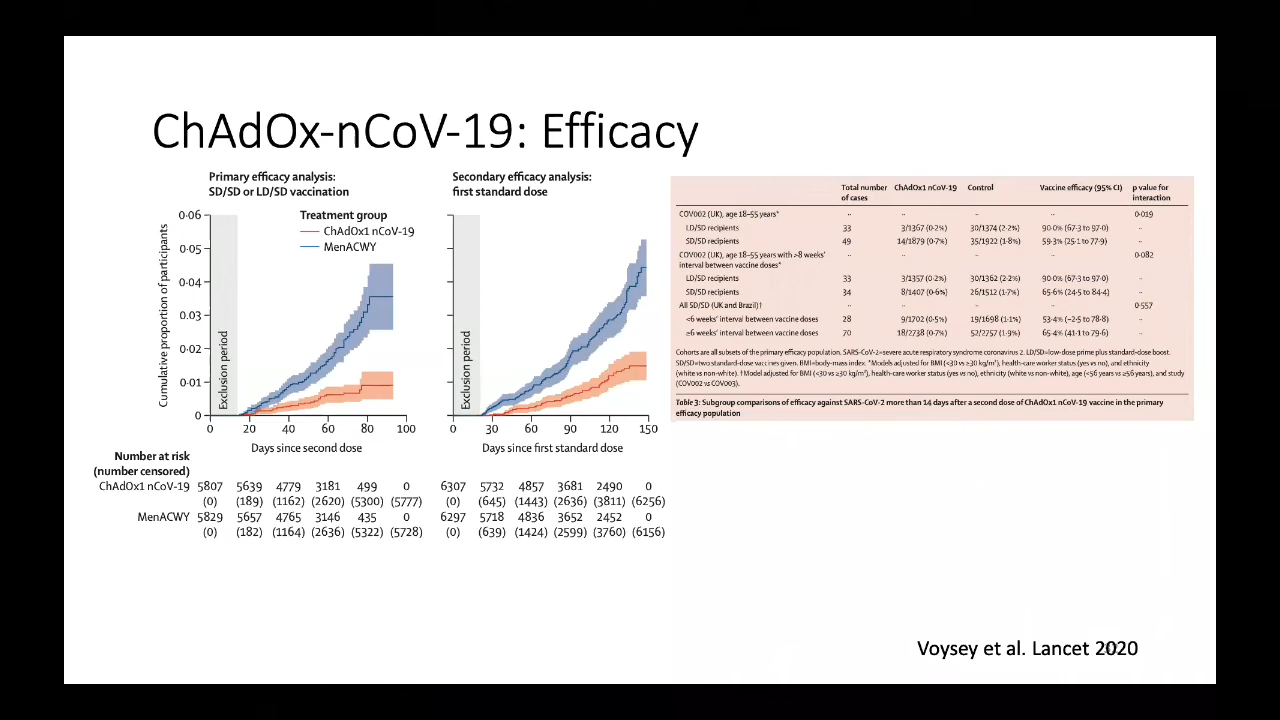 ChAdOx-nCoV-19: Efficacy
Primary efficacy analysis:
SD/SD or LD/SD vaccination
Treatment group
ChAdOx1 nCoV-19
MenACWY
Cumulative proportion of participants
0·06
0·05
0·04
0·03
0·02
0·01
0
Exclusion period
0 20 40 60 80 100
Days since second dose
Secondary efficacy analysis:
first standard dose
Exclusion period
0 30 60 90 120 150
Days since first standard dose
Number at risk
(number censored)
ChAdOx1 nCoV-19 5807 5639 4779 3181 499 0 6307 5732 4857 3681 2490 0
(0) (189) (1162) (2620) (5300) (5777) (0) (645) (1443) (2636) (3811) (6256)
MenACWY 5829 5657 4765 3146 435 0 6297 5718 4836 3652 2452 0
(0) (182) (1164) (2636) (5322) (5728) (0) (639) (1424) (2599) (3760) (6156)
Total number of cases ChAdOx1 nCoV-19 Control Vaccine efficacy (95% CI) p value for interaction
COV002 (UK), age 18–55 years* ·· ·· ·· ·· 0·019
LD/SD recipients 33 3/1367 (0·2%) 30/1374 (2·2%) 90·0% (67·3 to 97·0) ··
SD/SD recipients 49 14/1879 (0·7%) 35/1922 (1·8%) 59·3% (25·1 to 77·9) ··
COV002 (UK), age 18–55 years with >8 weeks' ·· ·· ·· ·· 0·082
interval between vaccine doses*
LD/SD recipients 33 3/1357 (0·2%) 30/1362 (2·2%) 90·0% (67·3 to 97·0) ··
SD/SD recipients 34 8/1407 (0·6%) 26/1512 (1·7%) 65·6% (24·5 to 84·4) ··
All SD/SD (UK and Brazil)† ·· ·· ·· ·· 0·557
<6 weeks' interval between vaccine doses 28 9/1702 (0·5%) 19/1698 (1·1%) 53·4% (–2·5 to 78·8) ··
≥6 weeks' interval between vaccine doses 70 18/2738 (0·7%) 52/2757 (1·9%) 65·4% (41·1 to 79·6) ··
Cohorts are all subsets of the primary efficacy population. SARS-CoV-2=severe acute respiratory syndrome coronavirus 2. LD/SD=low-dose prime plus standard-dose boost.
SD/SD=two standard-dose vaccines given. BMI=body-mass index. *Models adjusted for BMI (<30 vs ≥30 kg/m²), health-care worker status (yes vs no), and ethnicity
(white vs non-white). †Model adjusted for BMI (<30 vs ≥30 kg/m²), health-care worker status (yes vs no), ethnicity (white vs non-white), age (<56 years vs ≥56 years), and study
(COV002 vs COV003).
Table 3: Subgroup comparisons of efficacy against SARS-CoV-2 more than 14 days after a second dose of ChAdOx1 nCoV-19 vaccine in the primary
efficacy population
Voysey et al. Lancet 2020